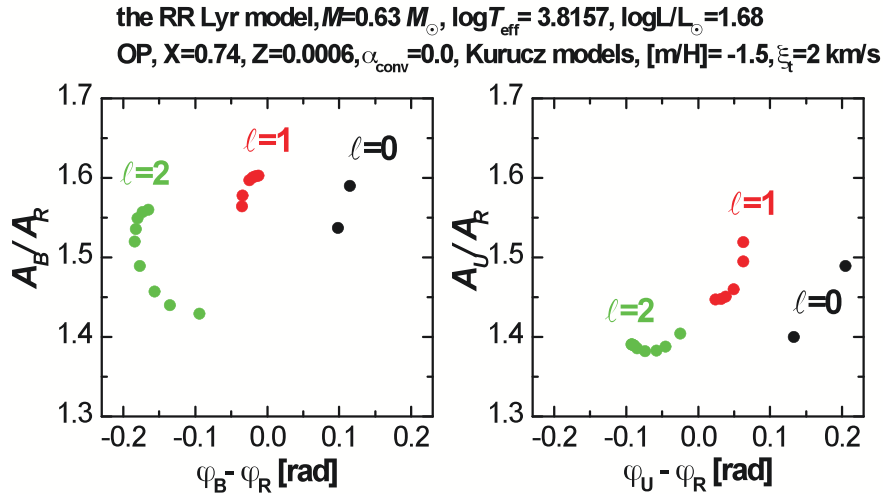 the RR Lyr model, M=0.63 M☉, logTeff = 3.8157, logL/L☉=1.68
OP, X=0.74, Z=0.0006, αconv=0.0, Kurucz models, [m/H]= -1.5, ξt=2 km/s
1.7
1.6
1.5
1.4
1.3
AB/AR
ℓ=2
ℓ=1
ℓ=0
-0.2
-0.1
0.0
0.1
0.2
φB - φR [rad]
1.7
1.6
1.5
1.4
1.3
AU/AR
ℓ=2
ℓ=1
ℓ=0
-0.2
-0.1
0.0
0.1
0.2
φU - φR [rad]